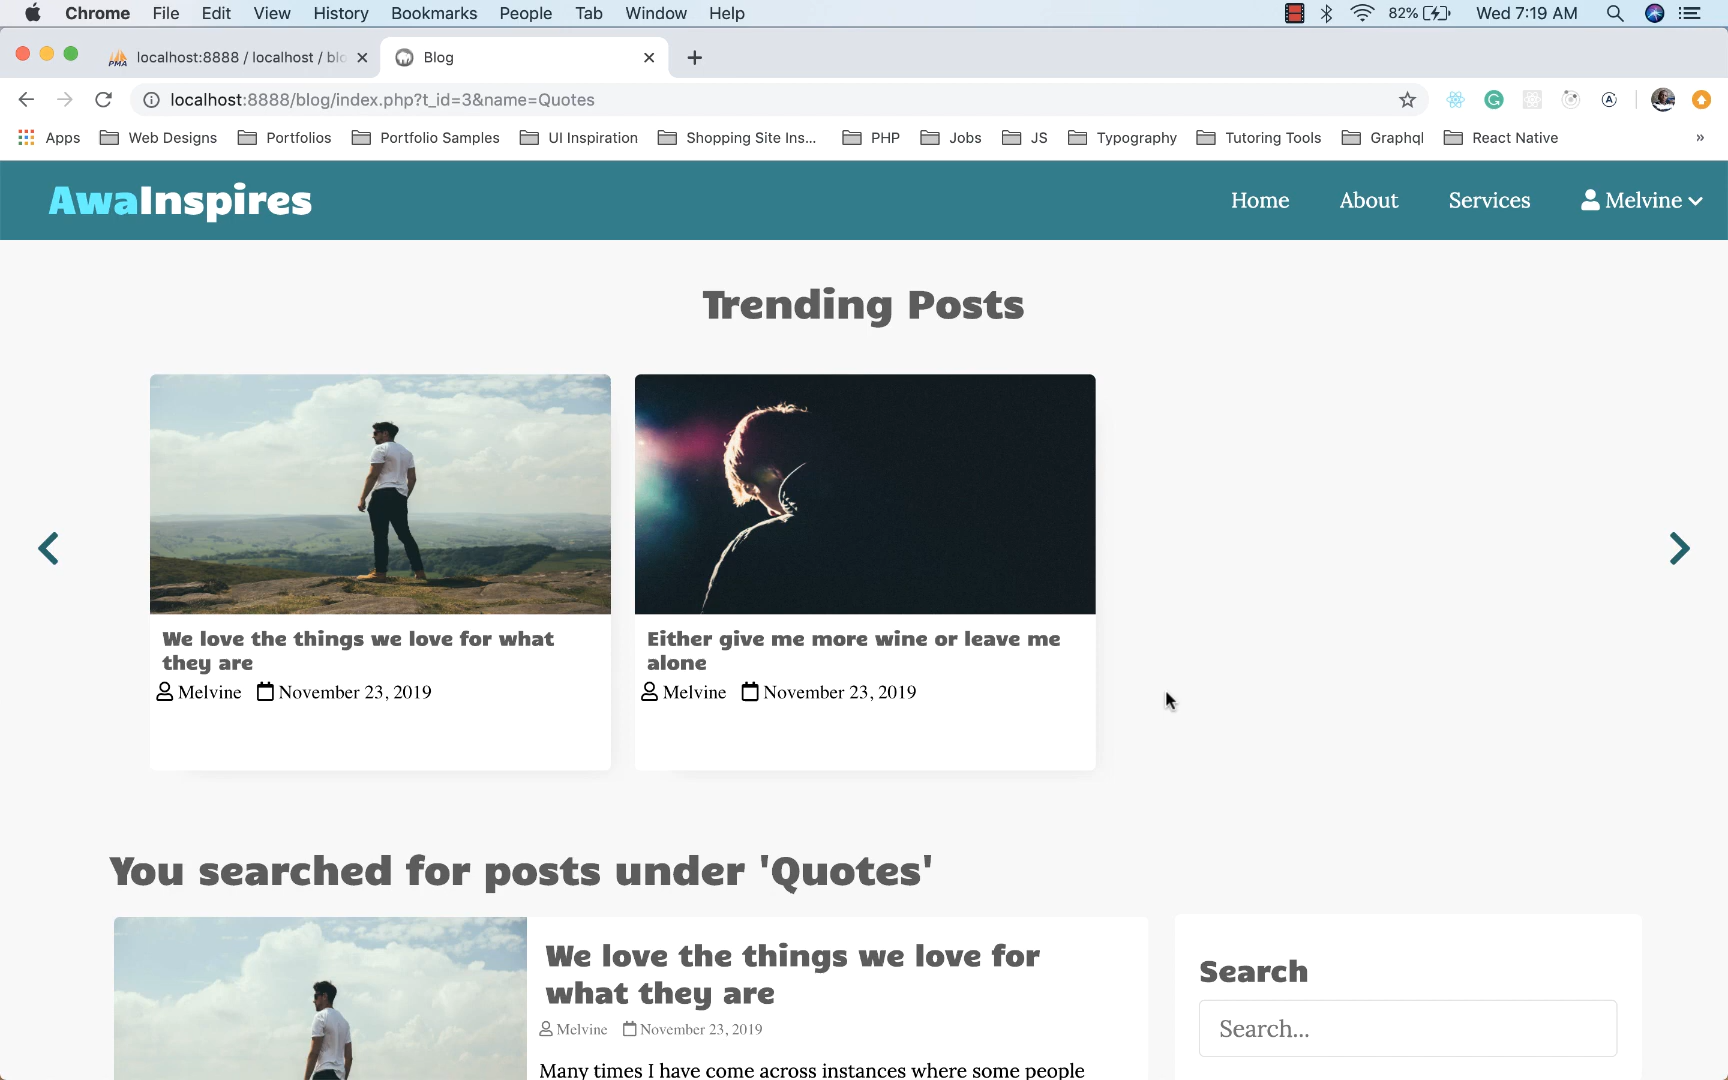 Chrome File Edit View History Bookmarks People Tab Window Help 82% Wed 7:19 AM
PMA localhost:8888 / localhost / blo Blog
localhost:8888/blog/index.php?t_id=3&name=Quotes
Apps Web Designs Portfolios Portfolio Samples UI Inspiration Shopping Site Ins... PHP Jobs JS Typography Tutoring Tools Graphql React Native »
AwaInspires Home About Services Melvine
Trending Posts
We love the things we love for what
they are
Melvine November 23, 2019
Either give me more wine or leave me
alone
Melvine November 23, 2019
You searched for posts under 'Quotes'
We love the things we love for
what they are
Melvine November 23, 2019
Many times I have come across instances where some people
Search
Search...